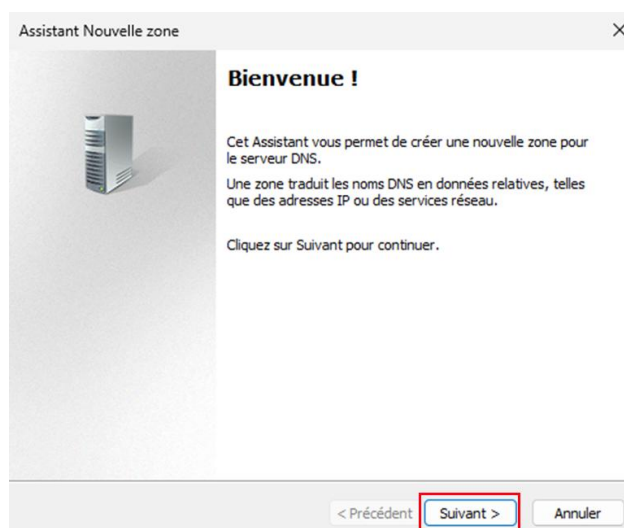 Assistant Nouvelle zone
Bienvenue !
Cet Assistant vous permet de créer une nouvelle zone pour
le serveur DNS.
Une zone traduit les noms DNS en données relatives, telles
que des adresses IP ou des services réseau.
Cliquez sur Suivant pour continuer.
< Précédent Suivant > Annuler